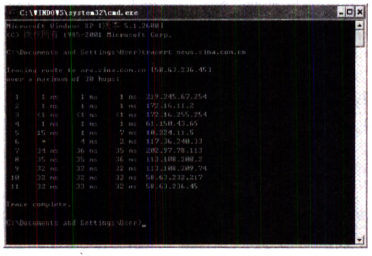 C:\WINDOWS\system32\cmd.exe
Microsoft Windows XP [版本 5.1.2600]
(C) 版权所有 1985-2001 Microsoft Corp.
C:\Documents and Settings\User>tracert news.sina.com.cn
Tracing route to ara.sina.com.cn [58.63.236.45]
over a maximum of 30 hops:
1 1 ms 1 ms 1 ms 219.245.67.254
2 1 ms 1 ms 1 ms 172.16.11.2
3 <1 ms <1 ms <1 ms 172.16.255.254
4 1 ms 1 ms 1 ms 61.150.43.65
5 15 ms 1 ms 7 ms 10.224.11.5
6 * 4 ms 2 ms 117.36.240.33
7 34 ms 36 ms 35 ms 202.97.78.113
8 35 ms 35 ms 36 ms 113.108.208.2
9 32 ms 32 ms 32 ms 113.108.209.74
10 32 ms 32 ms 32 ms 58.63.232.217
11 33 ms 33 ms 32 ms 58.63.236.45
Trace complete.
C:\Documents and Settings\User>_